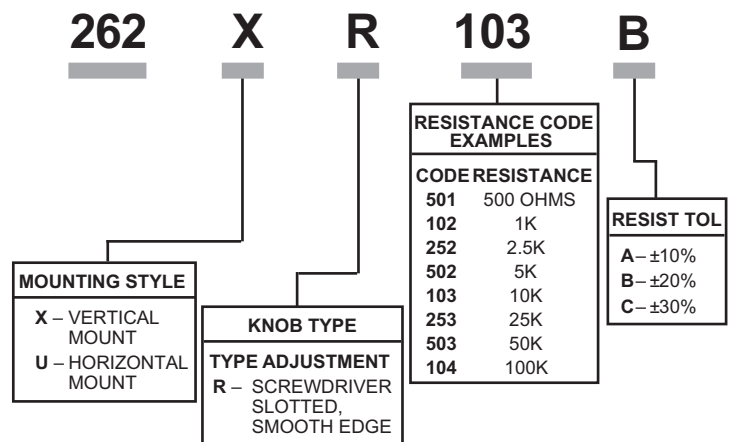 262 X R 103 B
RESISTANCE CODE
EXAMPLES
CODE RESISTANCE
501 500 OHMS
102 1K
252 2.5K
502 5K
103 10K
253 25K
503 50K
104 100K
RESIST TOL
A – ±10%
B – ±20%
C – ±30%
MOUNTING STYLE
X – VERTICAL
MOUNT
U – HORIZONTAL
MOUNT
KNOB TYPE
TYPE ADJUSTMENT
R – SCREWDRIVER
SLOTTED,
SMOOTH EDGE